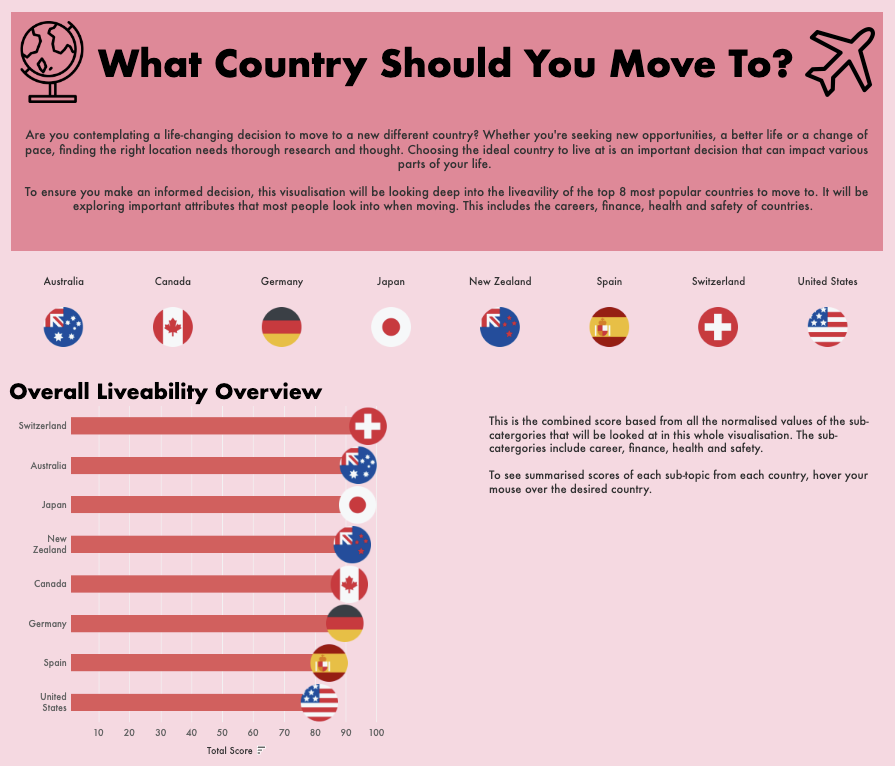 What Country Should You Move To?
Are you contemplating a life-changing decision to move to a new different country? Whether you're seeking new opportunities, a better life or a change of
pace, finding the right location needs thorough research and thought. Choosing the ideal country to live at is an important decision that can impact various
parts of your life.
To ensure you make an informed decision, this visualisation will be looking deep into the liveavility of the top 8 most popular countries to move to. It will be
exploring important attributes that most people look into when moving. This includes the careers, finance, health and safety of countries.
Australia Canada Germany Japan New Zealand Spain Switzerland United States
Overall Liveability Overview
This is the combined score based from all the normalised values of the sub-
catergories that will be looked at in this whole visualisation. The sub-
catergories include career, finance, health and safety.
To see summarised scores of each sub-topic from each country, hover your
mouse over the desired country.
Switzerland
Australia
Japan
New
Zealand
Canada
Germany
Spain
United
States
10 20 30 40 50 60 70 80 90 100
Total Score